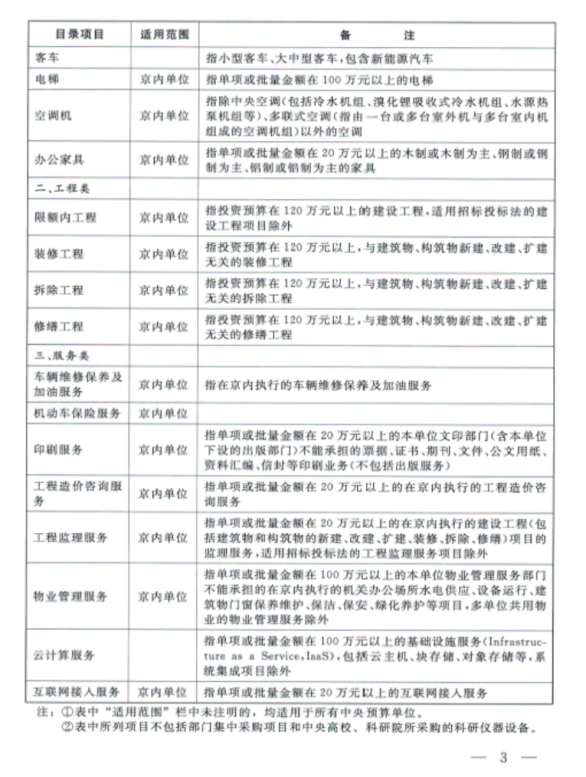 目录项目 适用范围 备 注
客车 指小型客车、大中型客车,包含新能源汽车
电梯 京内单位 指单项或批量金额在 100 万元以上的电梯
空调机 京内单位 指除中央空调(包括冷水机组、溴化锂吸收式冷水机组、水源热
泵机组等)、多联式空调(指由一台或多台室外机与多台室内机
组成的空调机组)以外的空调
办公家具 京内单位 指单项或批量金额在 20 万元以上的木制或木制为主、钢制或钢
制为主、铝制或铝制为主的家具
二、工程类
限额内工程 京内单位 指投资预算在 120 万元以上的建设工程,适用招标投标法的建
设工程项目除外
装修工程 京内单位 指投资预算在 120 万元以上,与建筑物、构筑物新建、改建、扩建
无关的装修工程
拆除工程 京内单位 指投资预算在 120 万元以上,与建筑物、构筑物新建、改建、扩建
无关的拆除工程
修缮工程 京内单位 指投资预算在 120 万元以上,与建筑物、构筑物新建、改建、扩建
无关的修缮工程
三、服务类
车辆维修保养及
加油服务 京内单位 指在京内执行的车辆维修保养及加油服务
机动车保险服务 京内单位
印刷服务 京内单位 指单项或批量金额在 20 万元以上的本单位文印部门(含本单位
下设的出版部门)不能承担的票据、证书、期刊、文件、公文用纸、
资料汇编、信封等印刷业务(不包括出版服务)
工程造价咨询服
务 京内单位 指单项或批量金额在 20 万元以上的在京内执行的工程造价咨
询服务
工程监理服务 京内单位 指单项或批量金额在 20 万元以上的在京内执行的建设工程(包
括建筑物和构筑物的新建、改建、扩建、装修、拆除、修缮)项目的
监理服务,适用招标投标法的工程监理服务项目除外
物业管理服务 京内单位 指单项或批量金额在 100 万元以上的本单位物业管理服务部门
不能承担的在京内执行的机关办公场所水电供应、设备运行、建
筑物门窗保养维护、保洁、保安、绿化养护等项目,多单位共用物
业的物业管理服务除外
云计算服务 指单项或批量金额在 100 万元以上的基础设施服务(Infrastruc-
ture as a Service,IaaS),包括云主机、块存储、对象存储等,系
统集成项目除外
互联网接入服务 京内单位 指单项或批量金额在 20 万元以上的互联网接入服务
注：①表中“适用范围”栏中未注明的，均适用于所有中央预算单位。
②表中所列项目不包括部门集中采购项目和中央高校、科研院所采购的科研仪器设备。
— 3 —